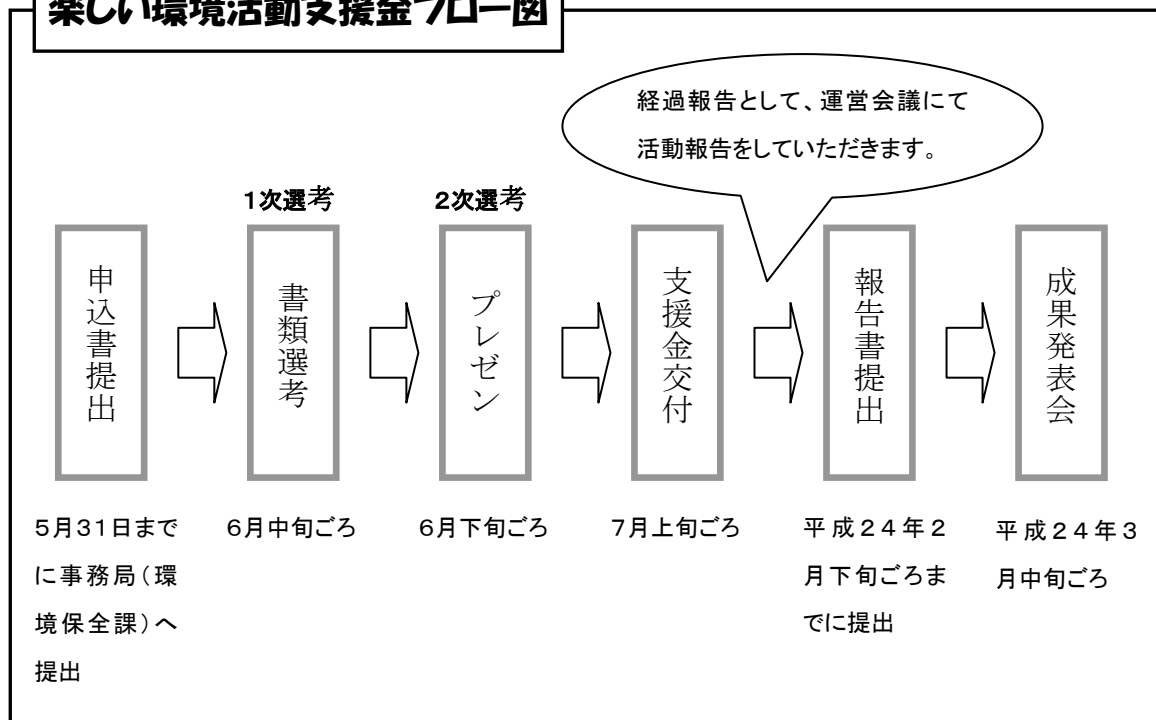 楽しい環境活動支援金フロー図
経過報告として、運営会議にて
活動報告をしていただきます。
1次選考
2次選考
申込書提出
書類選考
プレゼン
支援金交付
報告書提出
成果発表会
5月31日まで
に事務局(環
境保全課)へ
提出
6月中旬ごろ
6月下旬ごろ
7月上旬ごろ
平成24年2
月下旬ごろま
でに提出
平成24年3
月中旬ごろ